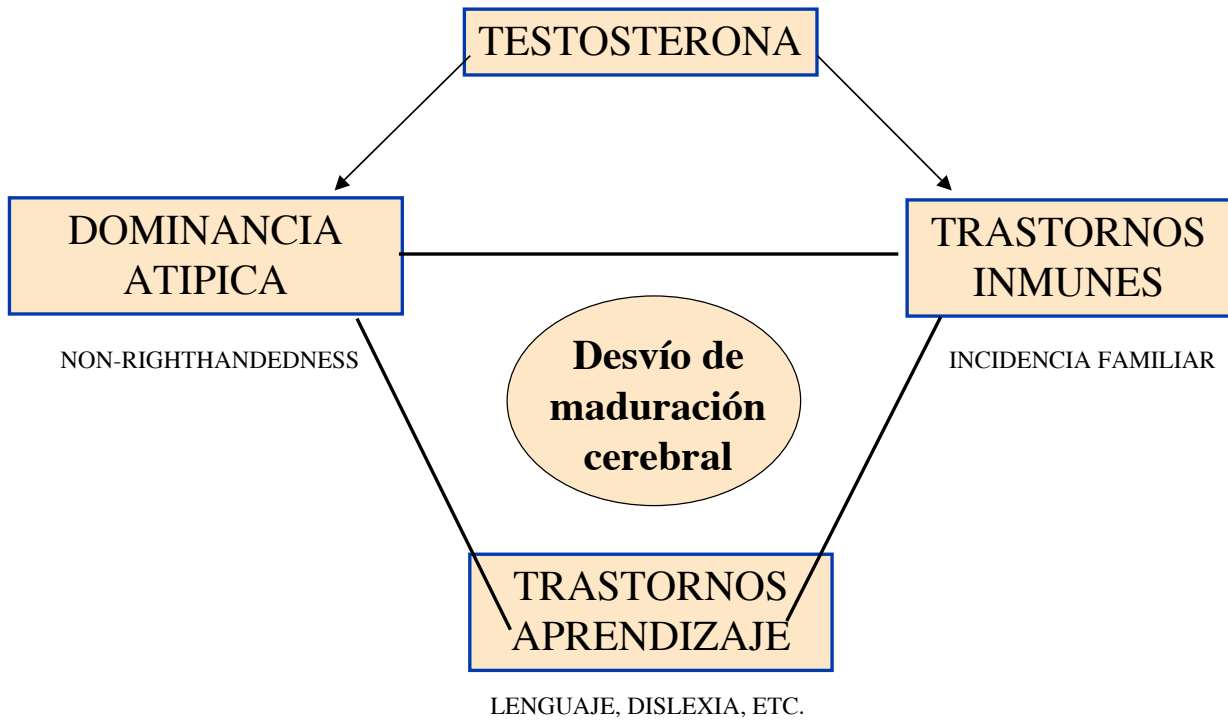 TESTOSTERONA
DOMINANCIA
ATIPICA
TRASTORNOS
INMUNES
NON-RIGHTHANDEDNESS
INCIDENCIA FAMILIAR
Desvío de
maduración
cerebral
TRASTORNOS
APRENDIZAJE
LENGUAJE, DISLEXIA, ETC.